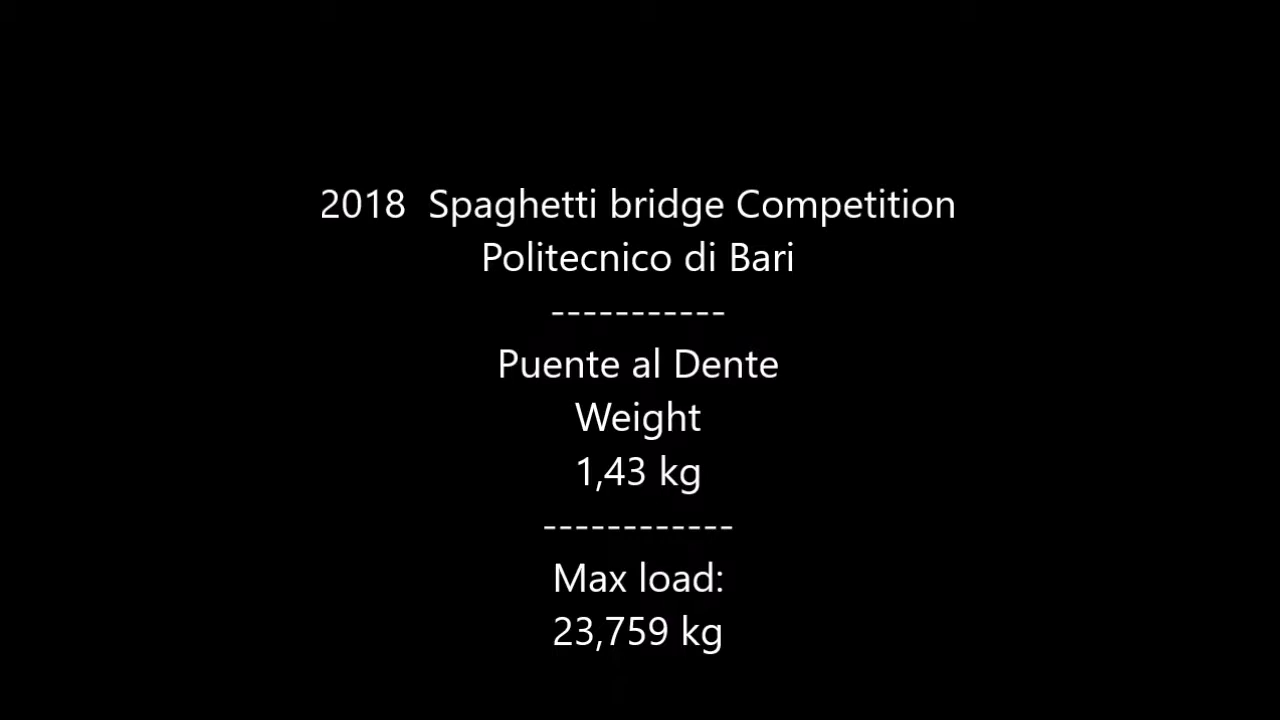 2018  Spaghetti bridge Competition
Politecnico di Bari
-----------
Puente al Dente
Weight
1,43 kg
------------
Max load:
23,759 kg